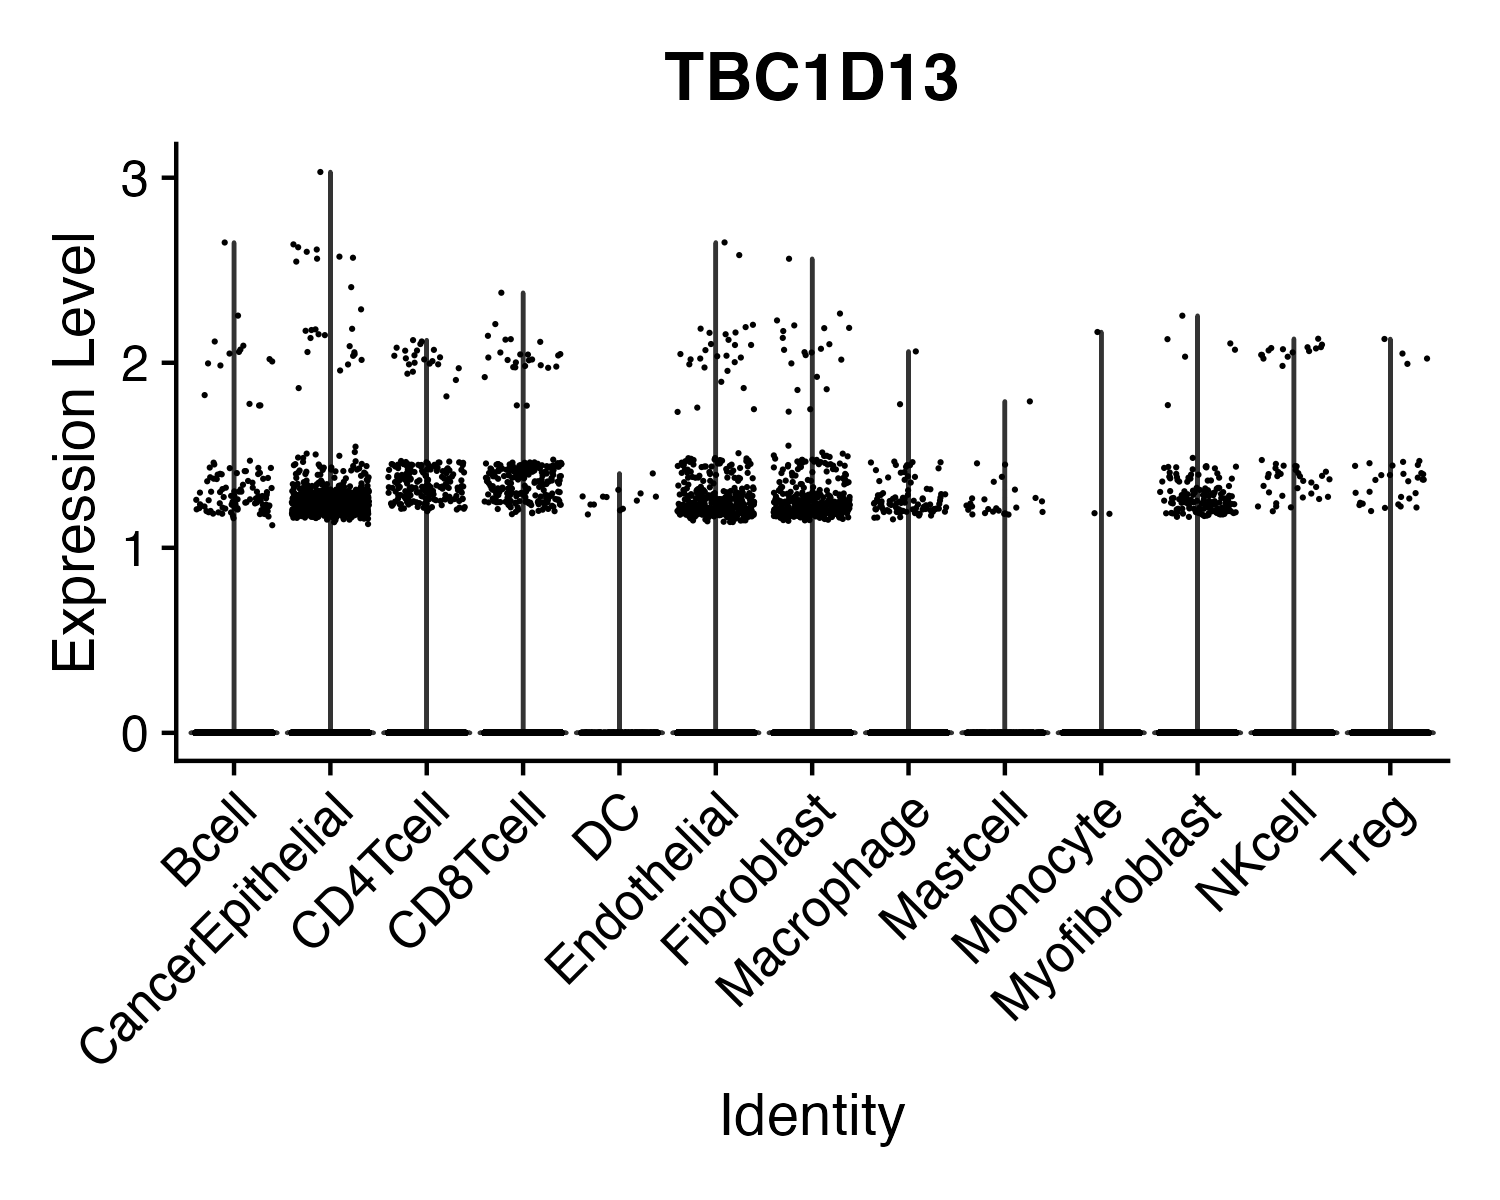 TBC1D13
Expression Level
3
2
1
0
Bcell
CancerEpithelial
CD4Tcell
CD8Tcell
DC
Endothelial
Fibroblast
Macrophage
Mastcell
Monocyte
Myofibroblast
NKcell
Treg
Identity